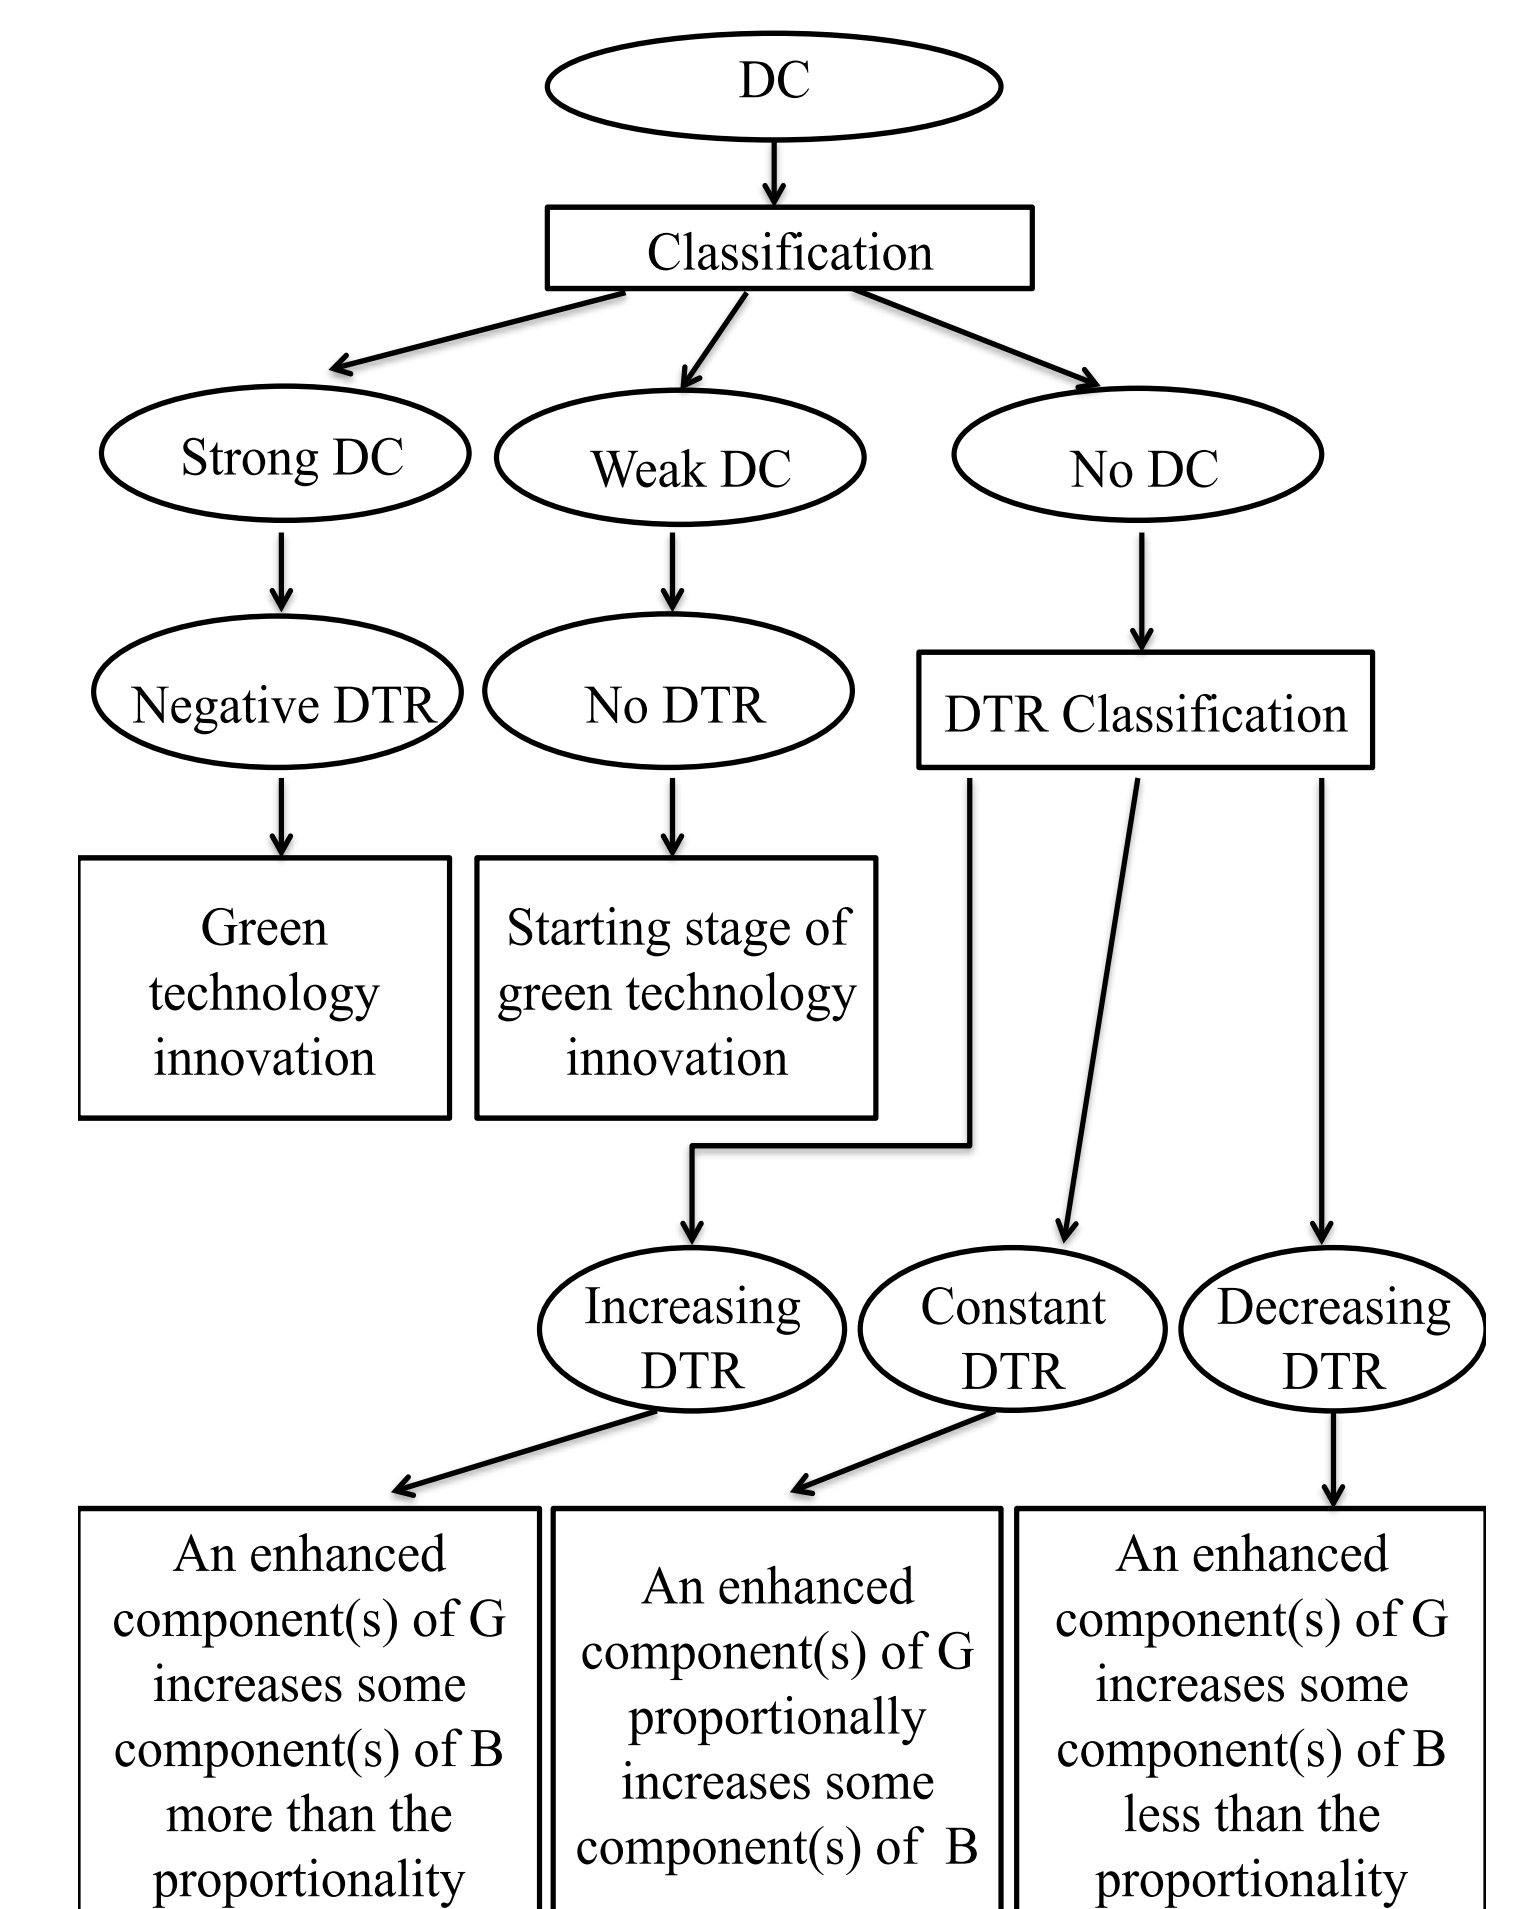 DC
Classification
Strong DC
Weak DC
No DC
Negative DTR
No DTR
DTR Classification
Green
technology
innovation
Starting stage of
green technology
innovation
Increasing
DTR
Constant
DTR
Decreasing
DTR
An enhanced
component(s) of G
increases some
component(s) of B
more than the
proportionality
An enhanced
component(s) of G
proportionally
increases some
component(s) of B
An enhanced
component(s) of G
increases some
component(s) of B
less than the
proportionality